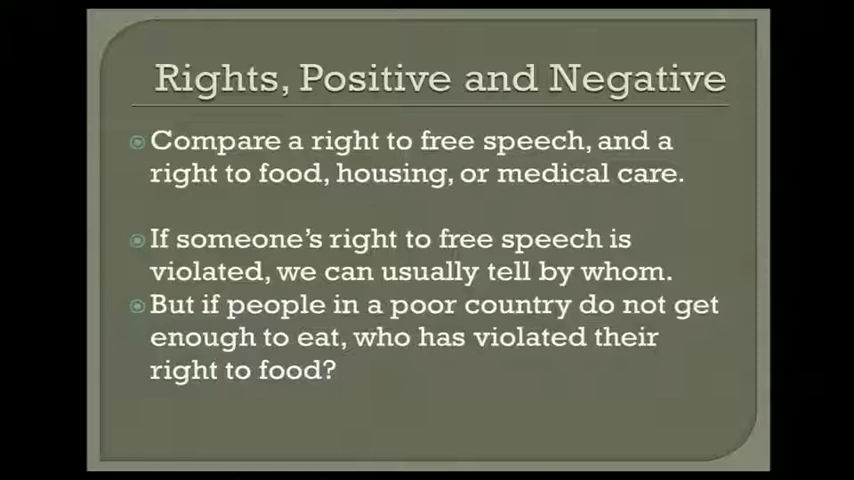 Rights, Positive and Negative
Compare a right to free speech, and a
right to food, housing, or medical care.
If someone's right to free speech is
violated, we can usually tell by whom.
But if people in a poor country do not get
enough to eat, who has violated their
right to food?